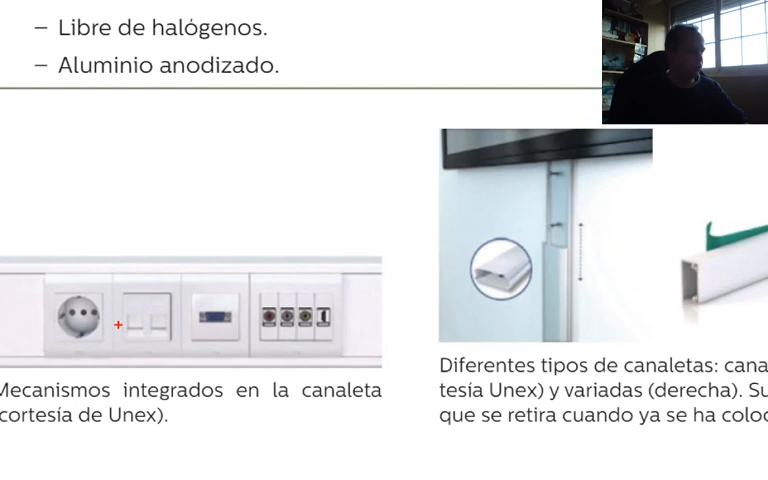 – Libre de halógenos.
– Aluminio anodizado.
Mecanismos integrados en la canaleta
cortesía de Unex).
Diferentes tipos de canaletas: cana
tesía Unex) y variadas (derecha). Su
que se retira cuando ya se ha coloc